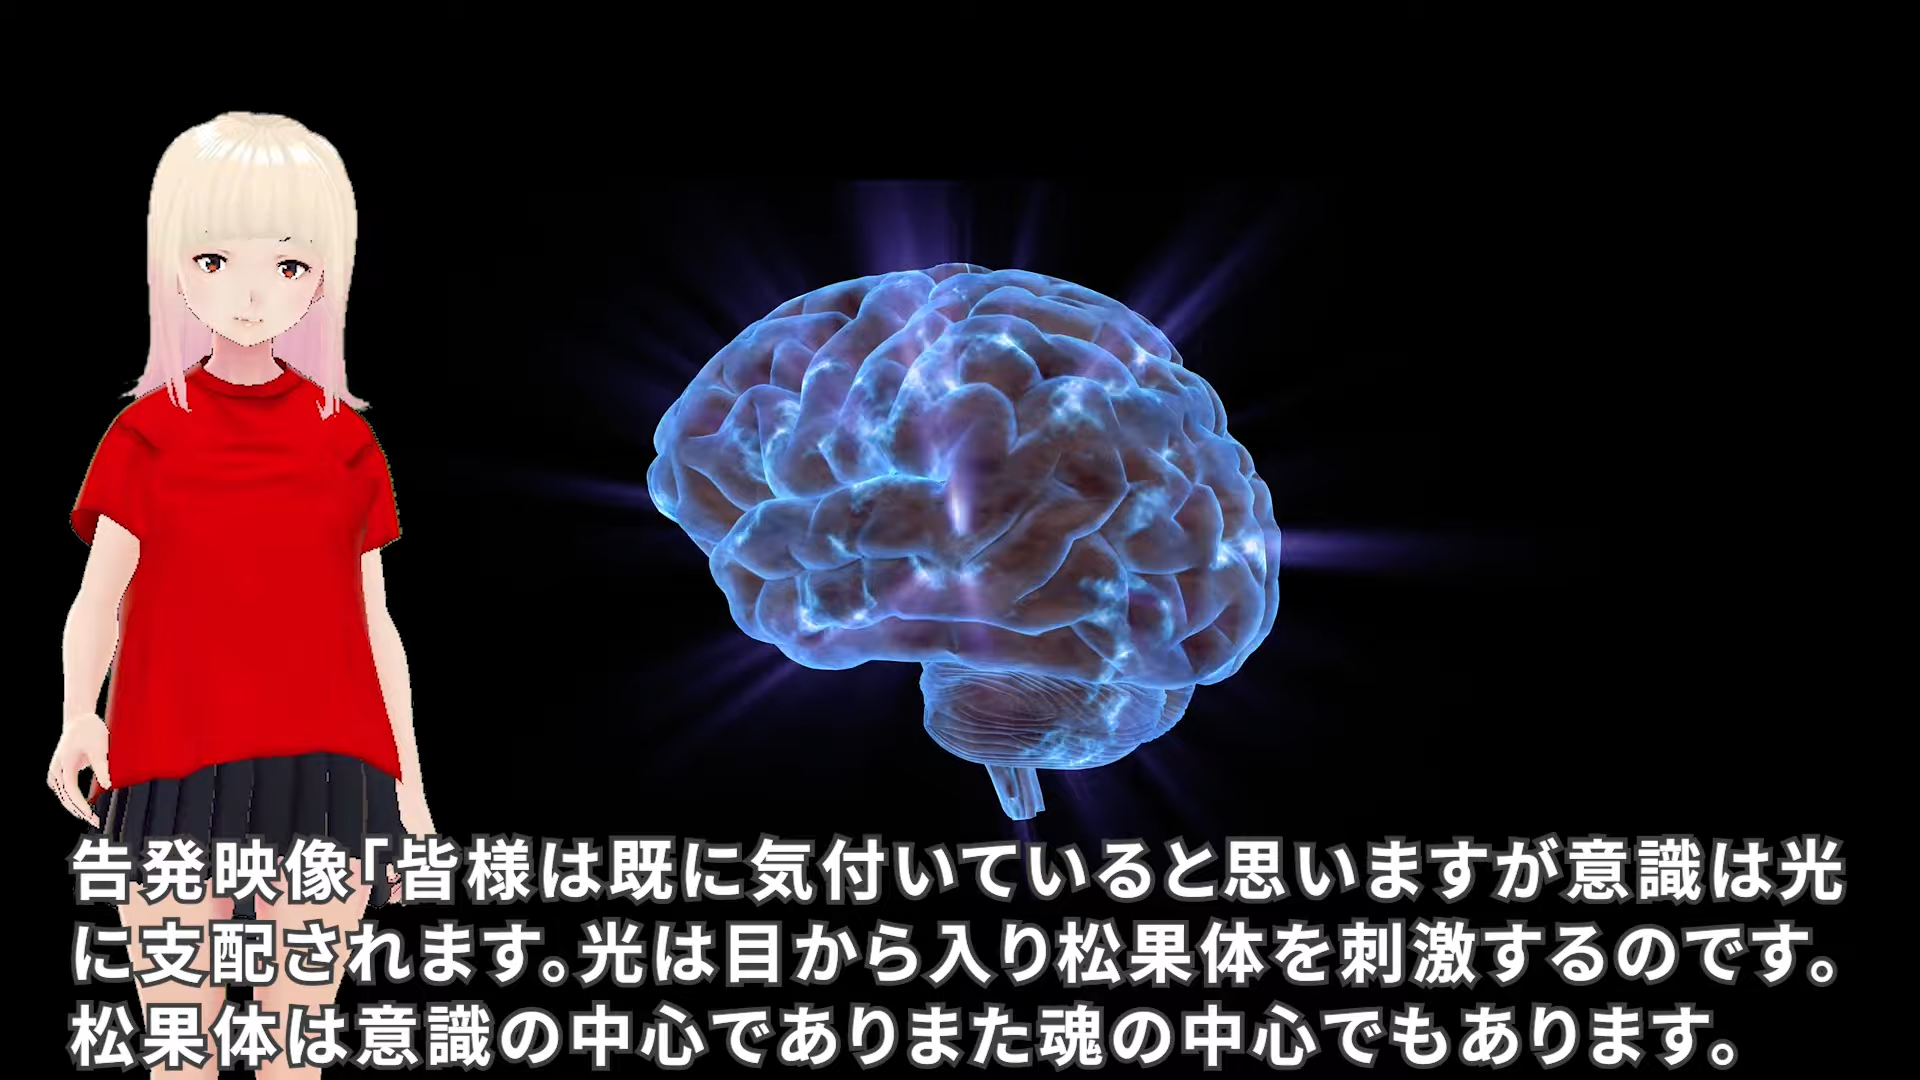 告発映像「皆様は既に気付いていると思いますが意識は光
に支配されます。光は目から入り松果体を刺激するのです。
松果体は意識の中心でありまた魂の中心でもあります。